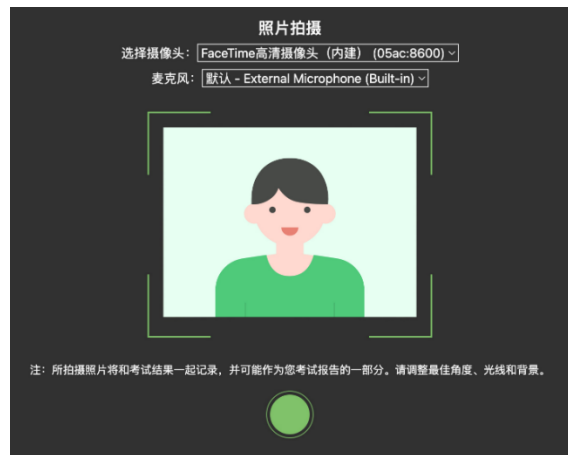 照片拍摄
选择摄像头: FaceTime高清摄像头（内建） (05ac:8600)
麦克风: 默认 - External Microphone (Built-in)
注：所拍摄照片将和考试结果一起记录，并可能作为您考试报告的一部分。请调整最佳角度、光线和背景。